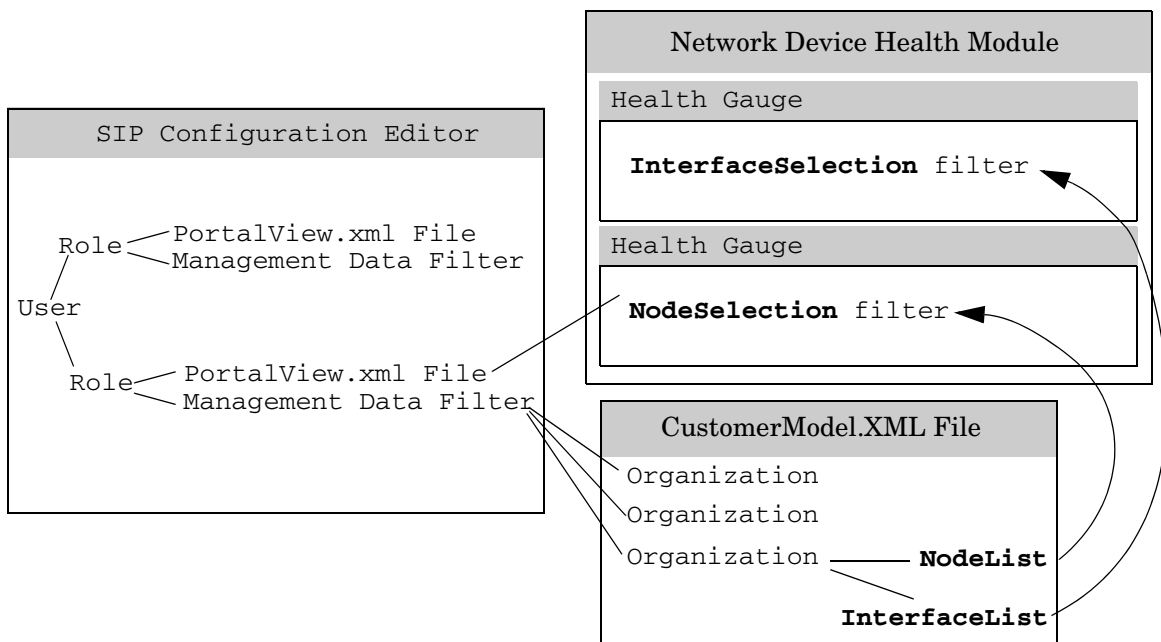 Network Device Health Module
Health Gauge
InterfaceSelection filter
Health Gauge
NodeSelection filter
SIP Configuration Editor
Role
PortalView.xml File
Management Data Filter
User
Role
PortalView.xml File
Management Data Filter
CustomerModel.XML File
Organization
Organization
Organization
NodeList
InterfaceList